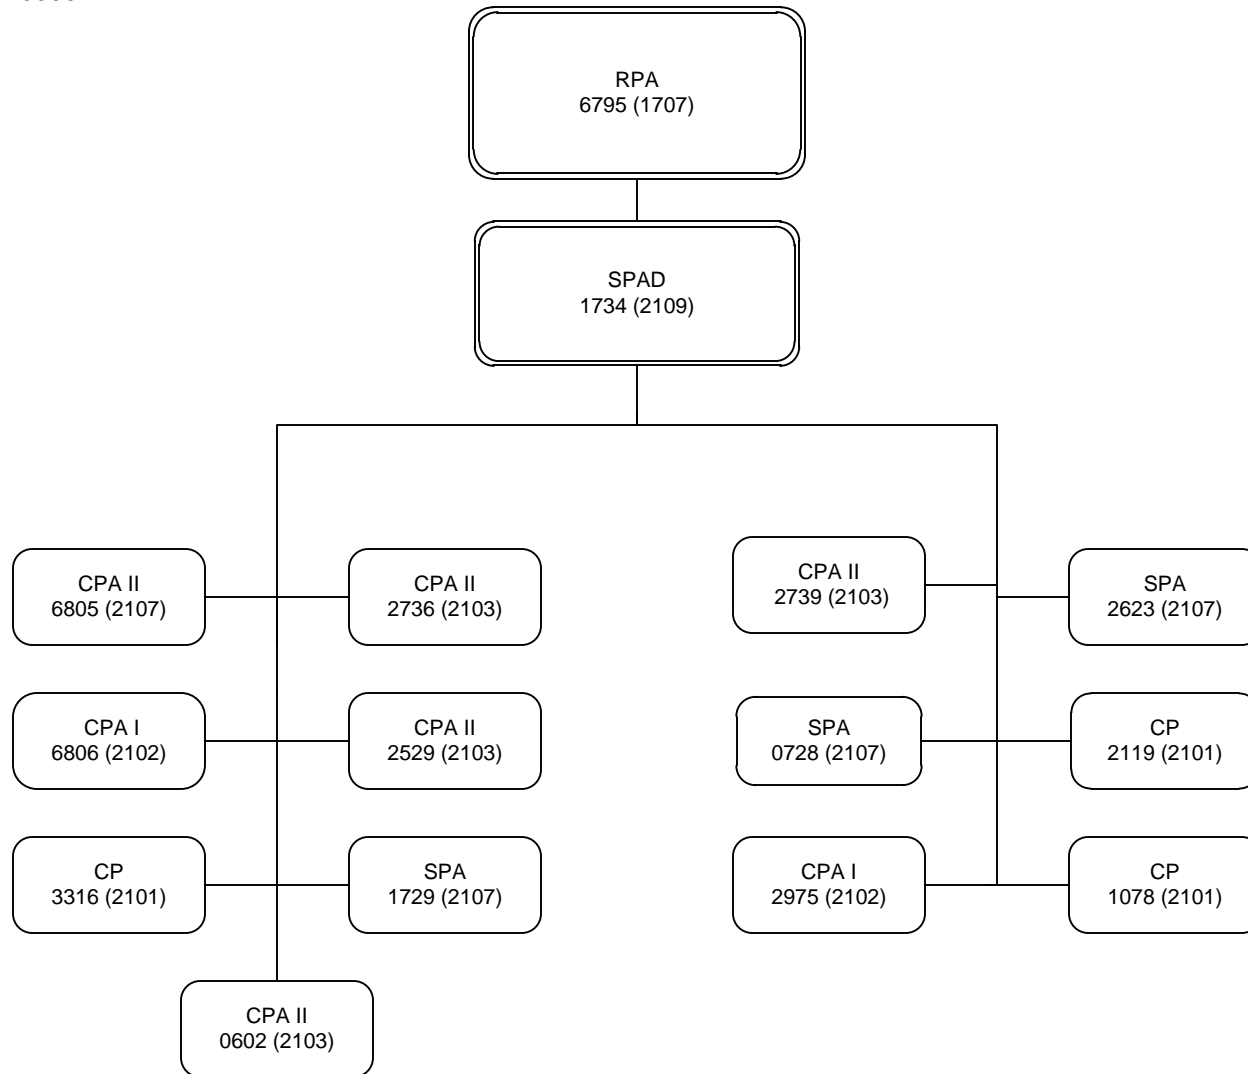 RPA
6795 (1707)
SPAD
1734 (2109)
CPA II
6805 (2107)
CPA II
2736 (2103)
CPA II
2739 (2103)
SPA
2623 (2107)
CPA I
6806 (2102)
CPA II
2529 (2103)
SPA
0728 (2107)
CP
2119 (2101)
CP
3316 (2101)
SPA
1729 (2107)
CPA I
2975 (2102)
CP
1078 (2101)
CPA II
0602 (2103)